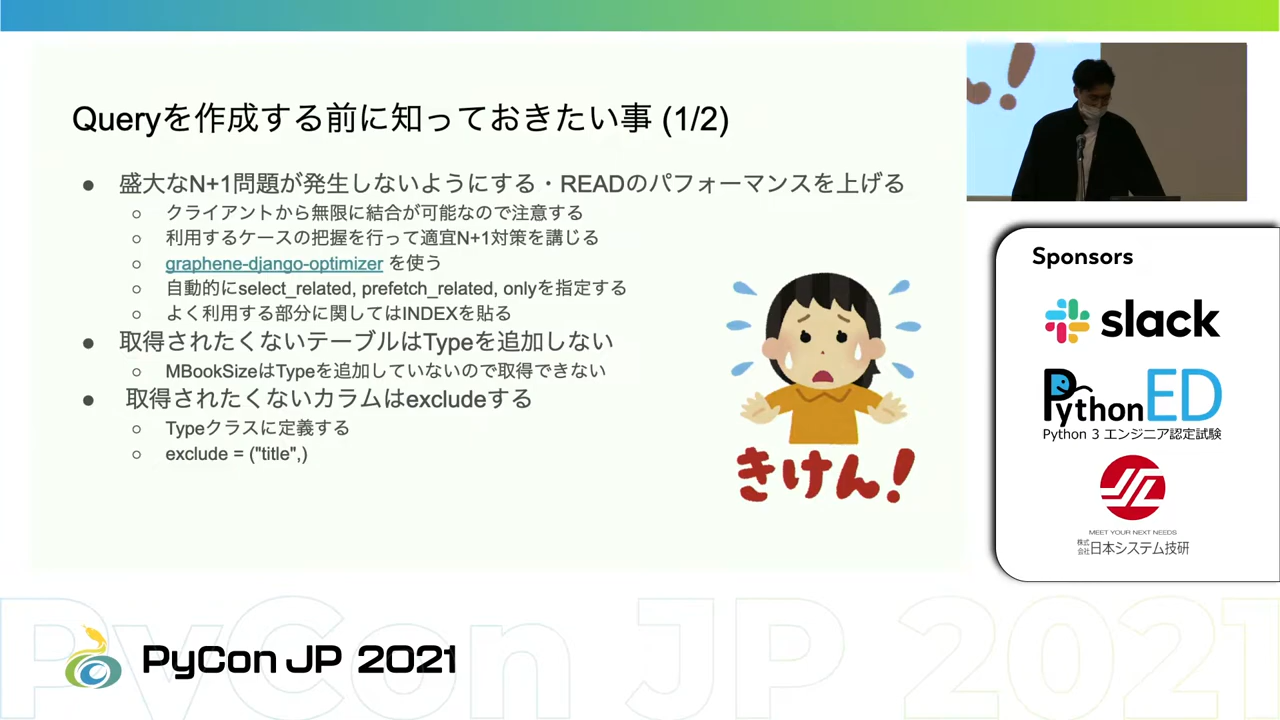 Queryを作成する前に知っておきたい事 (1/2)
● 盛大なN+1問題が発生しないようにする・READのパフォーマンスを上げる
○ クライアントから無限に結合が可能なので注意する
○ 利用するケースの把握を行って適宜N+1対策を講じる
○ graphene-django-optimizer を使う
○ 自動的にselect_related, prefetch_related, onlyを指定する
○ よく利用する部分に関してはINDEXを貼る
● 取得されたくないテーブルはTypeを追加しない
○ MBookSizeはTypeを追加していないので取得できない
● 取得されたくないカラムはexcludeする
○ Typeクラスに定義する
○ exclude = ("title",)
きけん!
Sponsors
slack
PythonED
Python 3 エンジニア認定試験
MEET YOUR NEXT NEEDS
株式会社日本システム技研
PyCon JP 2021
PyCon JP 2021